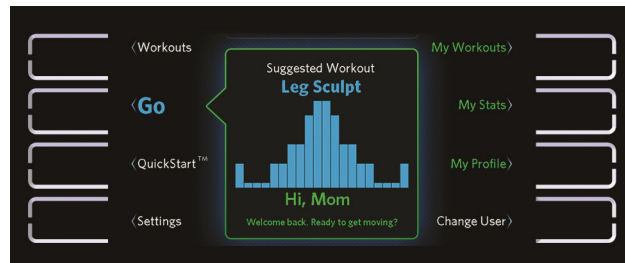 〈Workouts
〈Go
〈QuickStart™
〈Settings
Suggested Workout
Leg Sculpt
Hi, Mom
Welcome back. Ready to get moving?
My Workouts〉
My Stats〉
My Profile〉
Change User〉